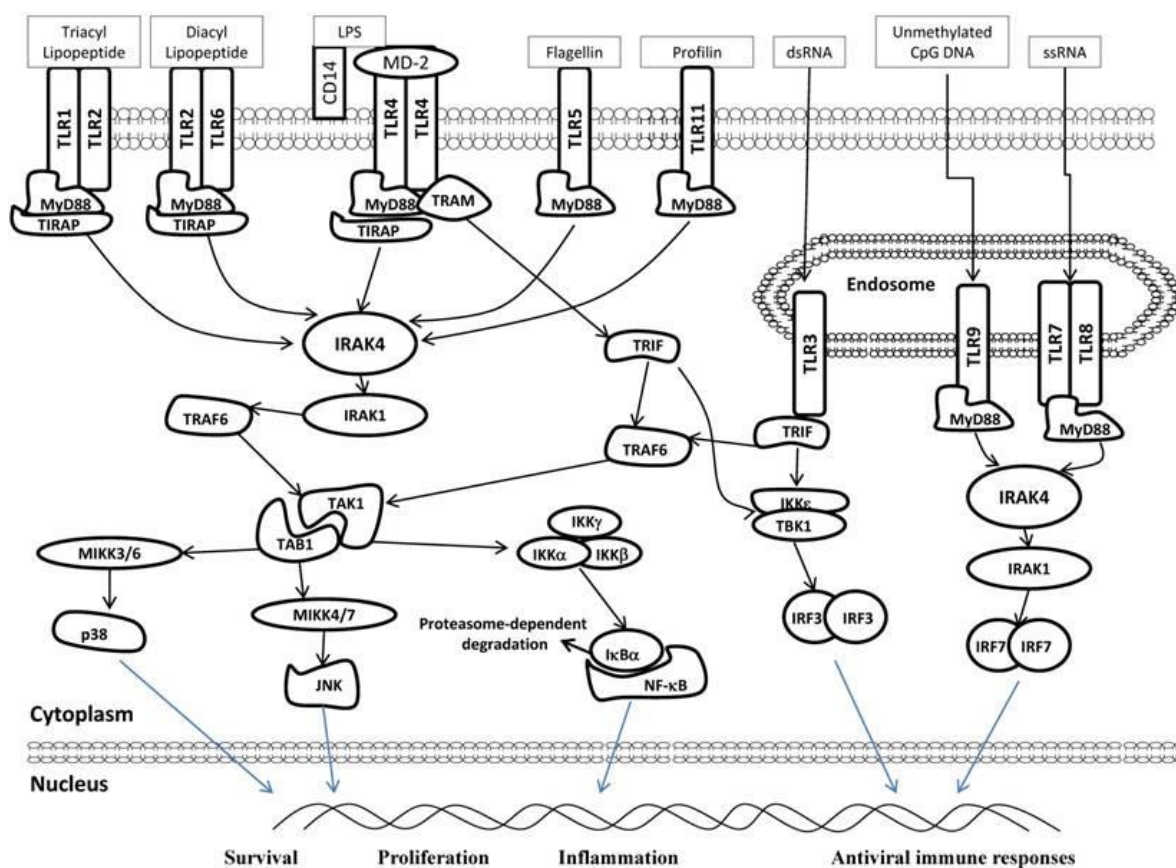 Triacyl
Lipopeptide
Diacyl
Lipopeptide
LPS
Flagellin
Profilin
dsRNA
Unmethylated
CpG DNA
ssRNA
CD14
MD-2
TLR1
TLR2
TLR2
TLR6
TLR4
TLR4
TLR5
TLR11
MyD88
TIRAP
MyD88
TIRAP
MyD88
TRAM
TIRAP
MyD88
MyD88
Endosome
TLR3
TLR9
TLR7
TLR8
IRAK4
TRIF
IRAK1
TRAF6
TRAF6
TRIF
MyD88
MyD88
TAK1
TAB1
IKKε
TBK1
IRAK4
IKKγ
IKKα
IKKβ
MIKK3/6
IRAK1
MIKK4/7
p38
Proteasome-dependent
degradation
IκBα
NF-κB
IRF3
IRF3
IRF7
IRF7
JNK
Cytoplasm
Nucleus
Survival
Proliferation
Inflammation
Antiviral immune responses